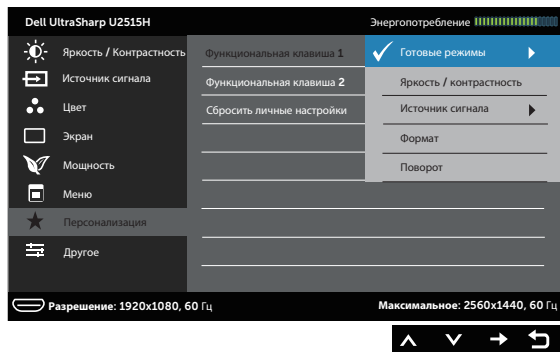 Dell UltraSharp U2515H
Энергопотребление
Яркость / Контрастность
Функциональная клавиша 1
Готовые режимы
Источник сигнала
Функциональная клавиша 2
Яркость / контрастность
Цвет
Сбросить личные настройки
Источник сигнала
Экран
Формат
Мощность
Поворот
Меню
Персонализация
Другое
Разрешение: 1920x1080, 60 Гц
Максимальное: 2560x1440, 60 Гц